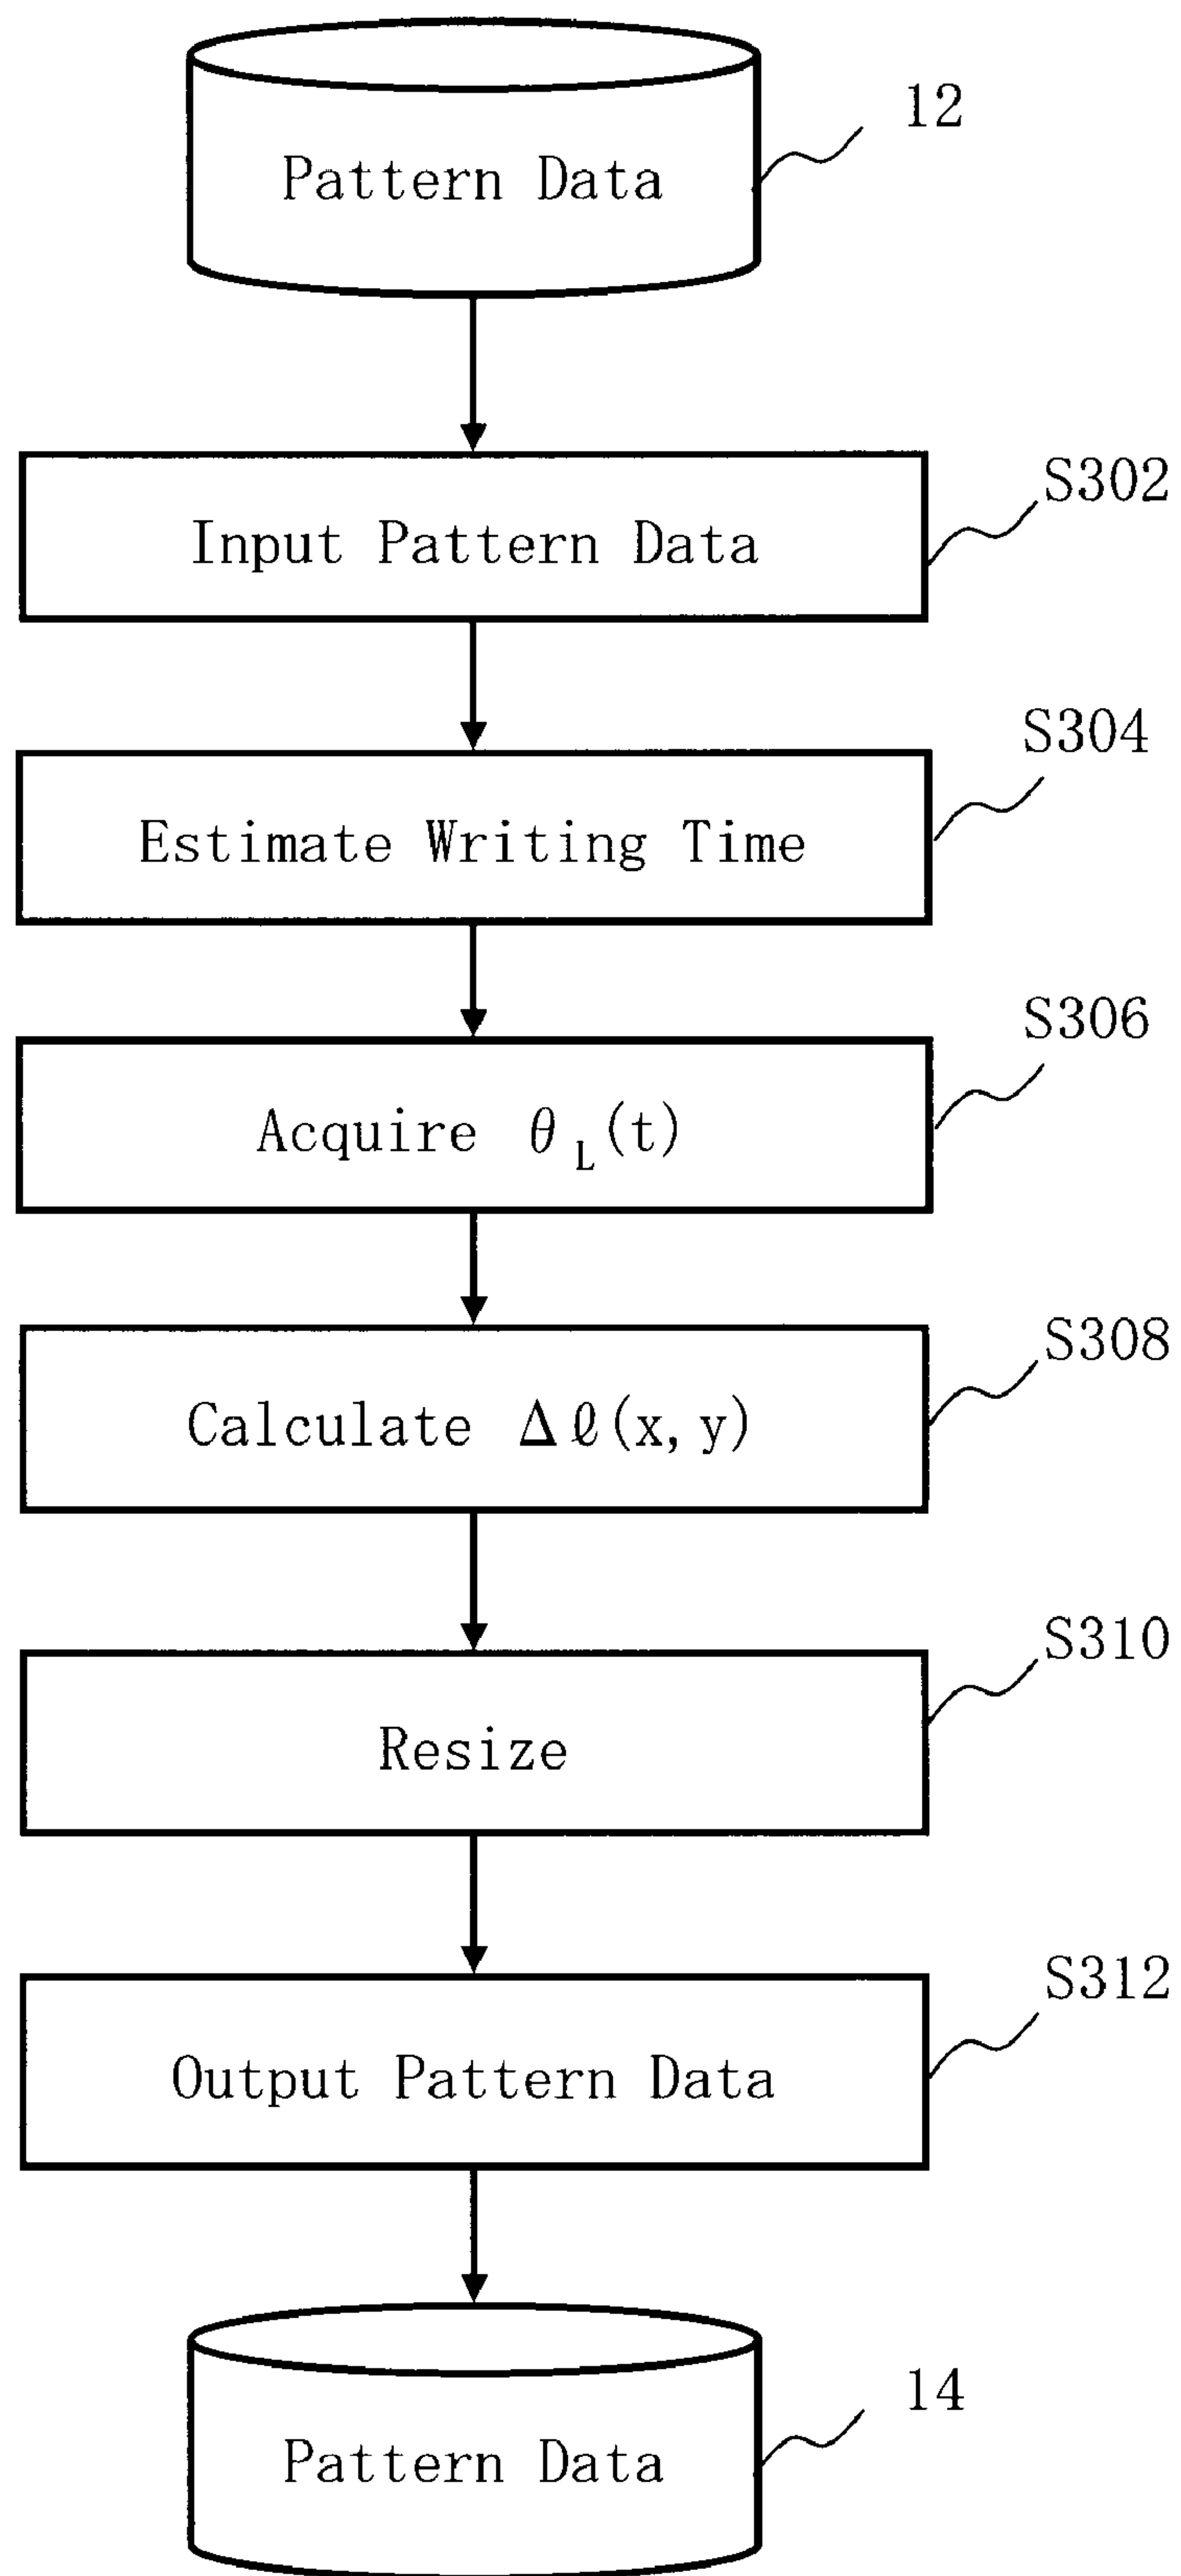 12
Pattern Data
S302
Input Pattern Data
S304
Estimate Writing Time
S306
Acquire θL(t)
S308
Calculate Δℓ(x,y)
S310
Resize
S312
Output Pattern Data
14
Pattern Data